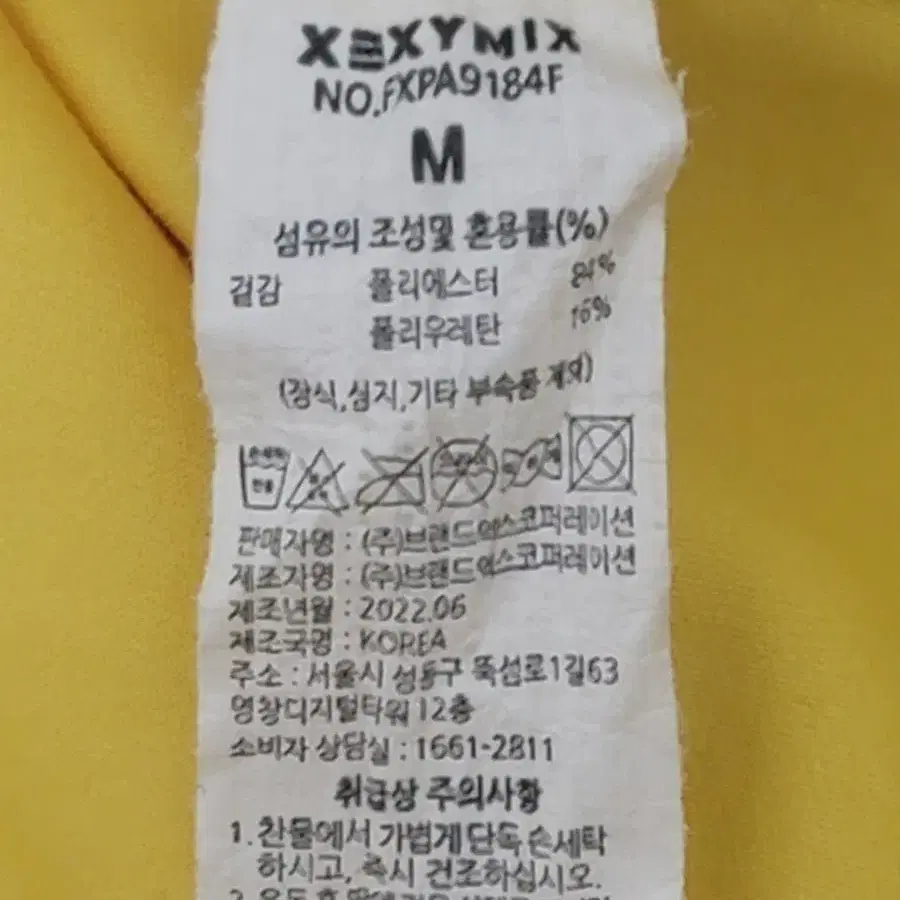 XEXYMIX
NO.FXPA9184F
M
섬유의 조성및 혼용률(%)
겉감 폴리에스터 84%
폴리우레탄 16%
(장식,심지,기타 부속품 제외)
판매자명 : (주)브랜드엑스코퍼레이션
제조자명 : (주)브랜드엑스코퍼레이션
제조년월 : 2022.06
제조국명 : KOREA
주소 : 서울시 성동구 뚝섬로1길63
영창디지털타워 12층
소비자 상담실 : 1661-2811
취급상 주의사항
1. 찬물에서 가볍게 단독 손세탁
하시고, 즉시 건조하십시오.